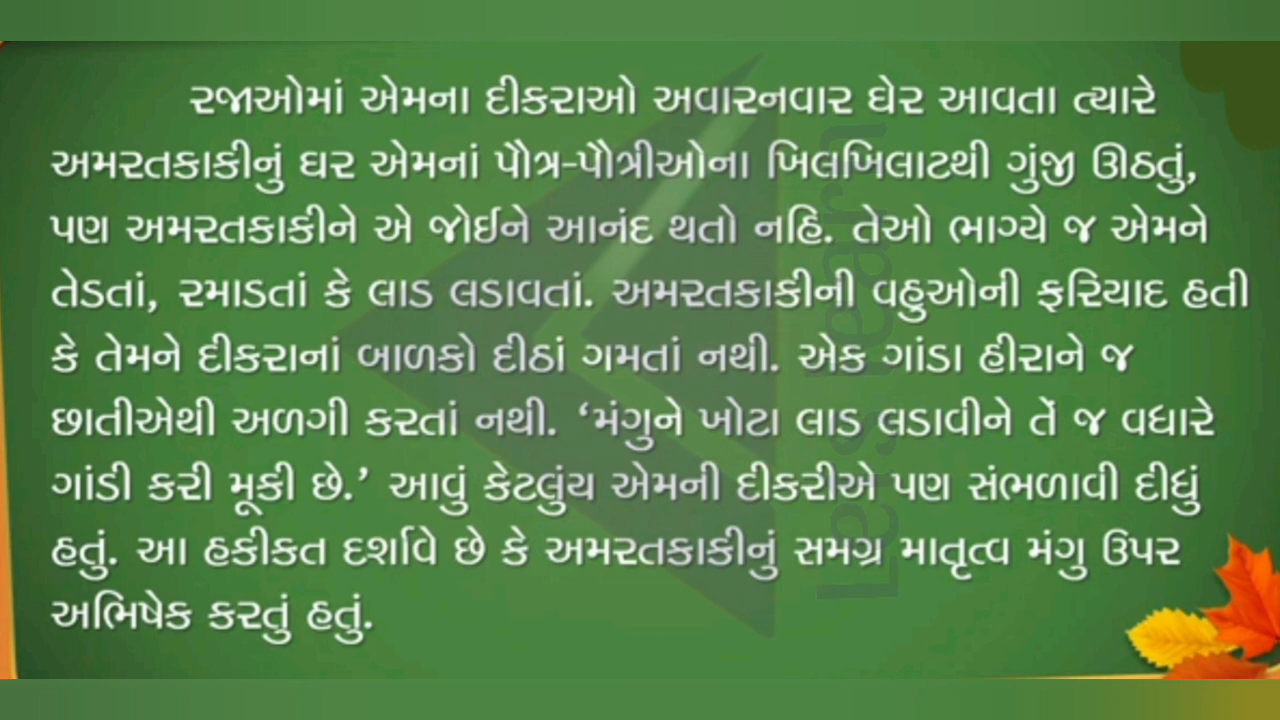 રજાઓમાં એમના દીકરાઓ અવારનવાર ઘેર આવતા ત્યારે
અમરતકાકીનું ઘર એમનાં પૌત્ર-પૌત્રીઓના ખિલખિલાટથી ગુંજી ઊઠતું,
પણ અમરતકાકીને એ જોઈને આનંદ થતો નહિ. તેઓ ભાગ્યે જ એમને
તેડતાં, રમાડતાં કે લાડ લડાવતાં. અમરતકાકીની વહુઓની ફરિયાદ હતી
કે તેમને દીકરાનાં બાળકો દીઠાં ગમતાં નથી. એક ગાંડા હીરાને જ
છાતીએથી અળગી કરતાં નથી. ‘મંગુને ખોટા લાડ લડાવીને તેં જ વધારે
ગાંડી કરી મૂકી છે.’ આવું કેટલુંય એમની દીકરીએ પણ સંભળાવી દીધું
હતું. આ હકીકત દર્શાવે છે કે અમરતકાકીનું સમગ્ર માતૃત્વ મંગુ ઉપર
અભિષેક કરતું હતું.